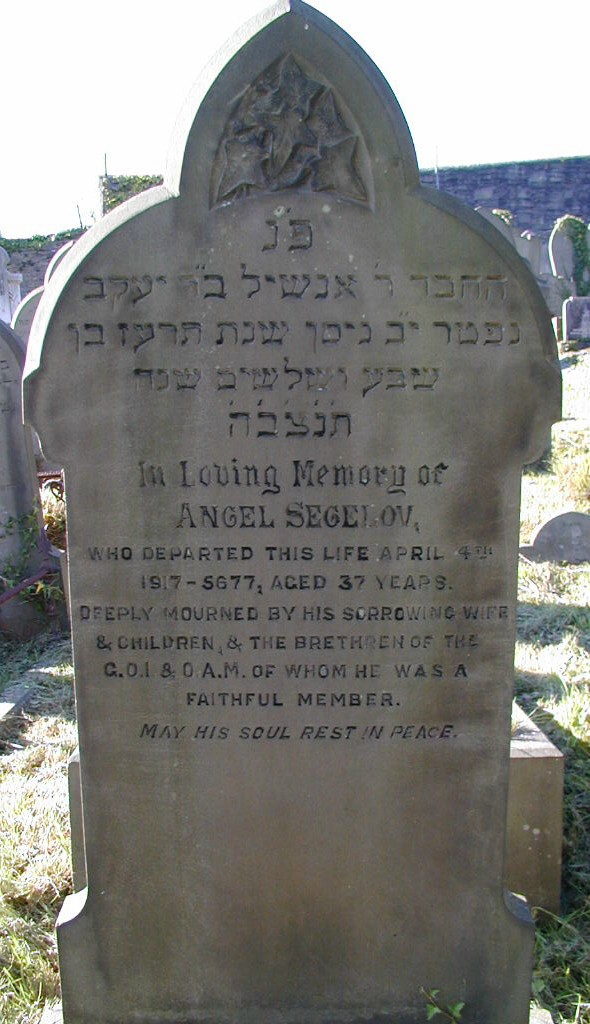 פ״נ
החבר ר׳ אנשיל ב״ר יעקב
נפטר י״ב ניסן שנת תרעז בן
שבע ושלשים שנה
תנצבה
In Loving Memory of
ANGEL SEGELOV,
WHO DEPARTED THIS LIFE APRIL 4TH
1917-5677, AGED 37 YEARS.
DEEPLY MOURNED BY HIS SORROWING WIFE
& CHILDREN, & THE BRETHREN OF THE
G.O.I & O.A.M. OF WHOM HE WAS A
FAITHFUL MEMBER.
MAY HIS SOUL REST IN PEACE.